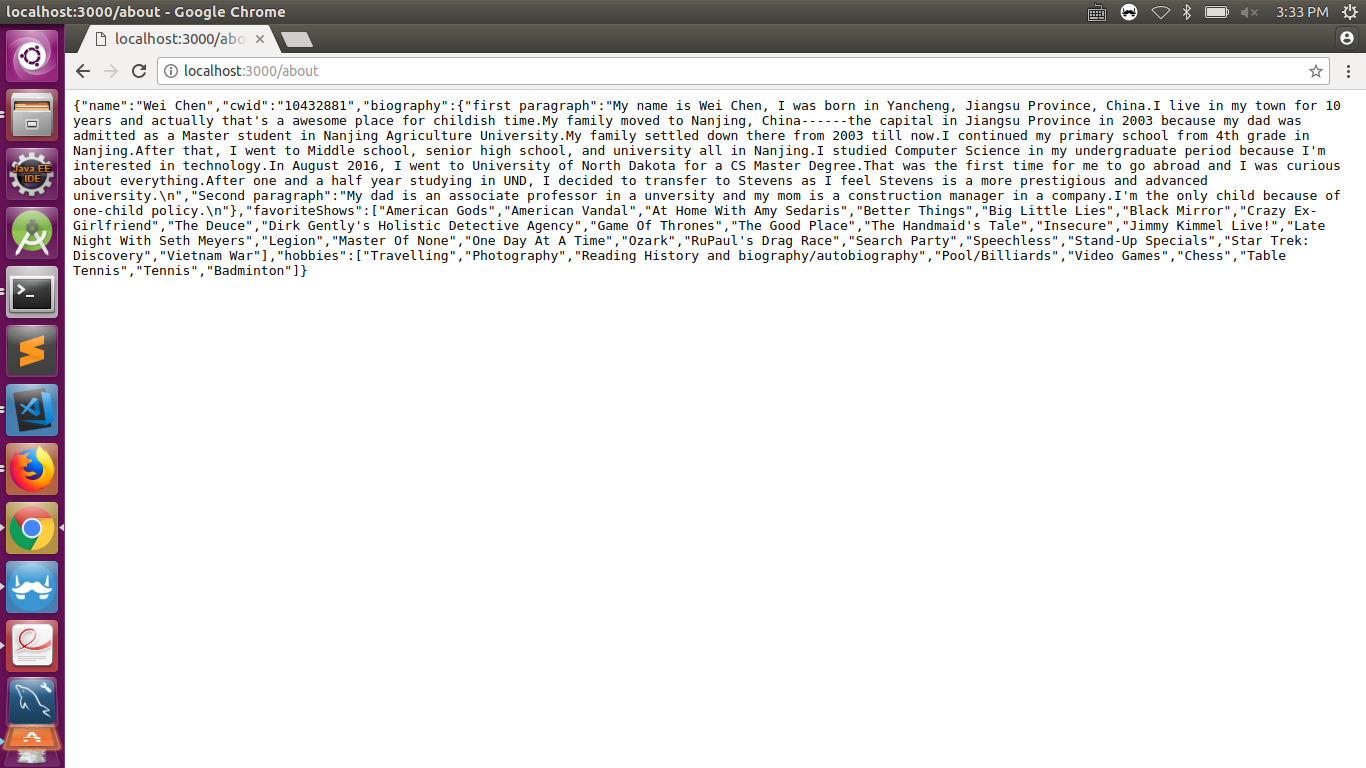 localhost:3000/about - Google Chrome
3:33 PM
localhost:3000/abo
localhost:3000/about
{"name":"Wei Chen","cwid":"10432881","biography":{"first paragraph":"My name is Wei Chen, I was born in Yancheng, Jiangsu Province, China.I live in my town for 10
years and actually that's a awesome place for childish time.My family moved to Nanjing, China------the capital in Jiangsu Province in 2003 because my dad was
admitted as a Master student in Nanjing Agriculture University.My family settled down there from 2003 till now.I continued my primary school from 4th grade in
Nanjing.After that, I went to Middle school, senior high school, and university all in Nanjing.I studied Computer Science in my undergraduate period because I'm
interested in technology.In August 2016, I went to University of North Dakota for a CS Master Degree.That was the first time for me to go abroad and I was curious
about everything.After one and a half year studying in UND, I decided to transfer to Stevens as I feel Stevens is a more prestigious and advanced
university.\n","Second paragraph":"My dad is an associate professor in a unversity and my mom is a construction manager in a company.I'm the only child because of
one-child policy.\n"},"favoriteShows":["American Gods","American Vandal","At Home With Amy Sedaris","Better Things","Big Little Lies","Black Mirror","Crazy Ex-
Girlfriend","The Deuce","Dirk Gently's Holistic Detective Agency","Game Of Thrones","The Good Place","The Handmaid's Tale","Insecure","Jimmy Kimmel Live!","Late
Night With Seth Meyers","Legion","Master Of None","One Day At A Time","Ozark","RuPaul's Drag Race","Search Party","Speechless","Stand-Up Specials","Star Trek:
Discovery","Vietnam War"],"hobbies":["Travelling","Photography","Reading History and biography/autobiography","Pool/Billiards","Video Games","Chess","Table
Tennis","Tennis","Badminton"]}
Java EE
IDE